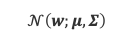 𝒩(𝒘; 𝝁, 𝜮)